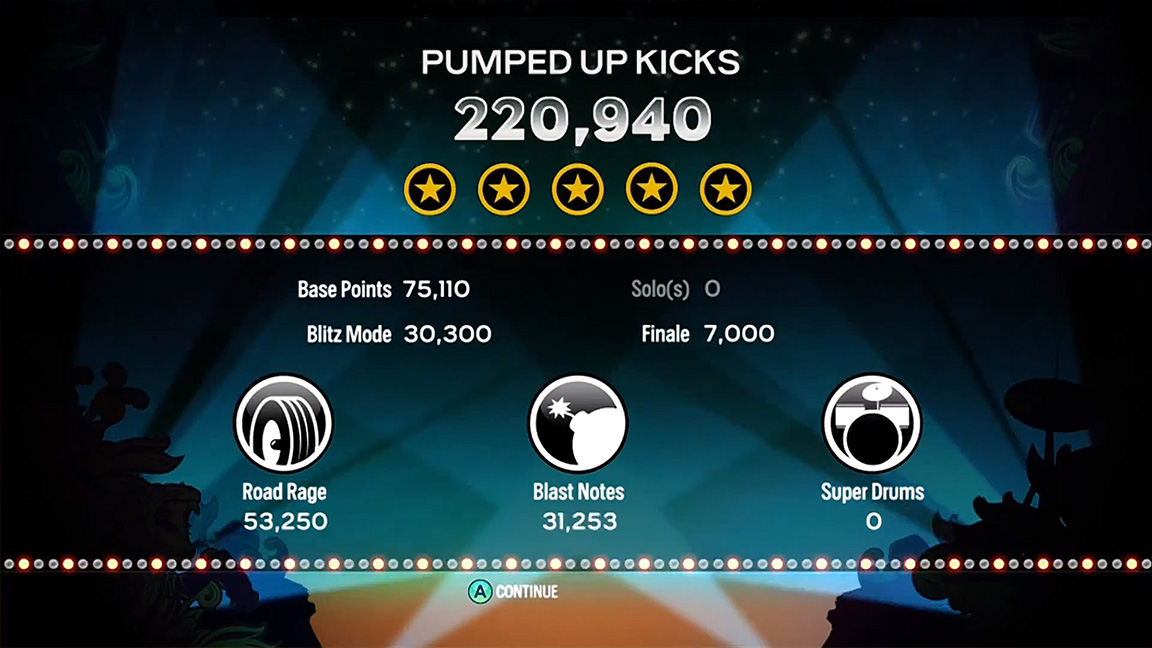 PUMPED UP KICKS
220,940
Base Points 75,110 Solo(s) 0
Blitz Mode 30,300 Finale 7,000
Road Rage Blast Notes Super Drums
53,250 31,253 0
A CONTINUE